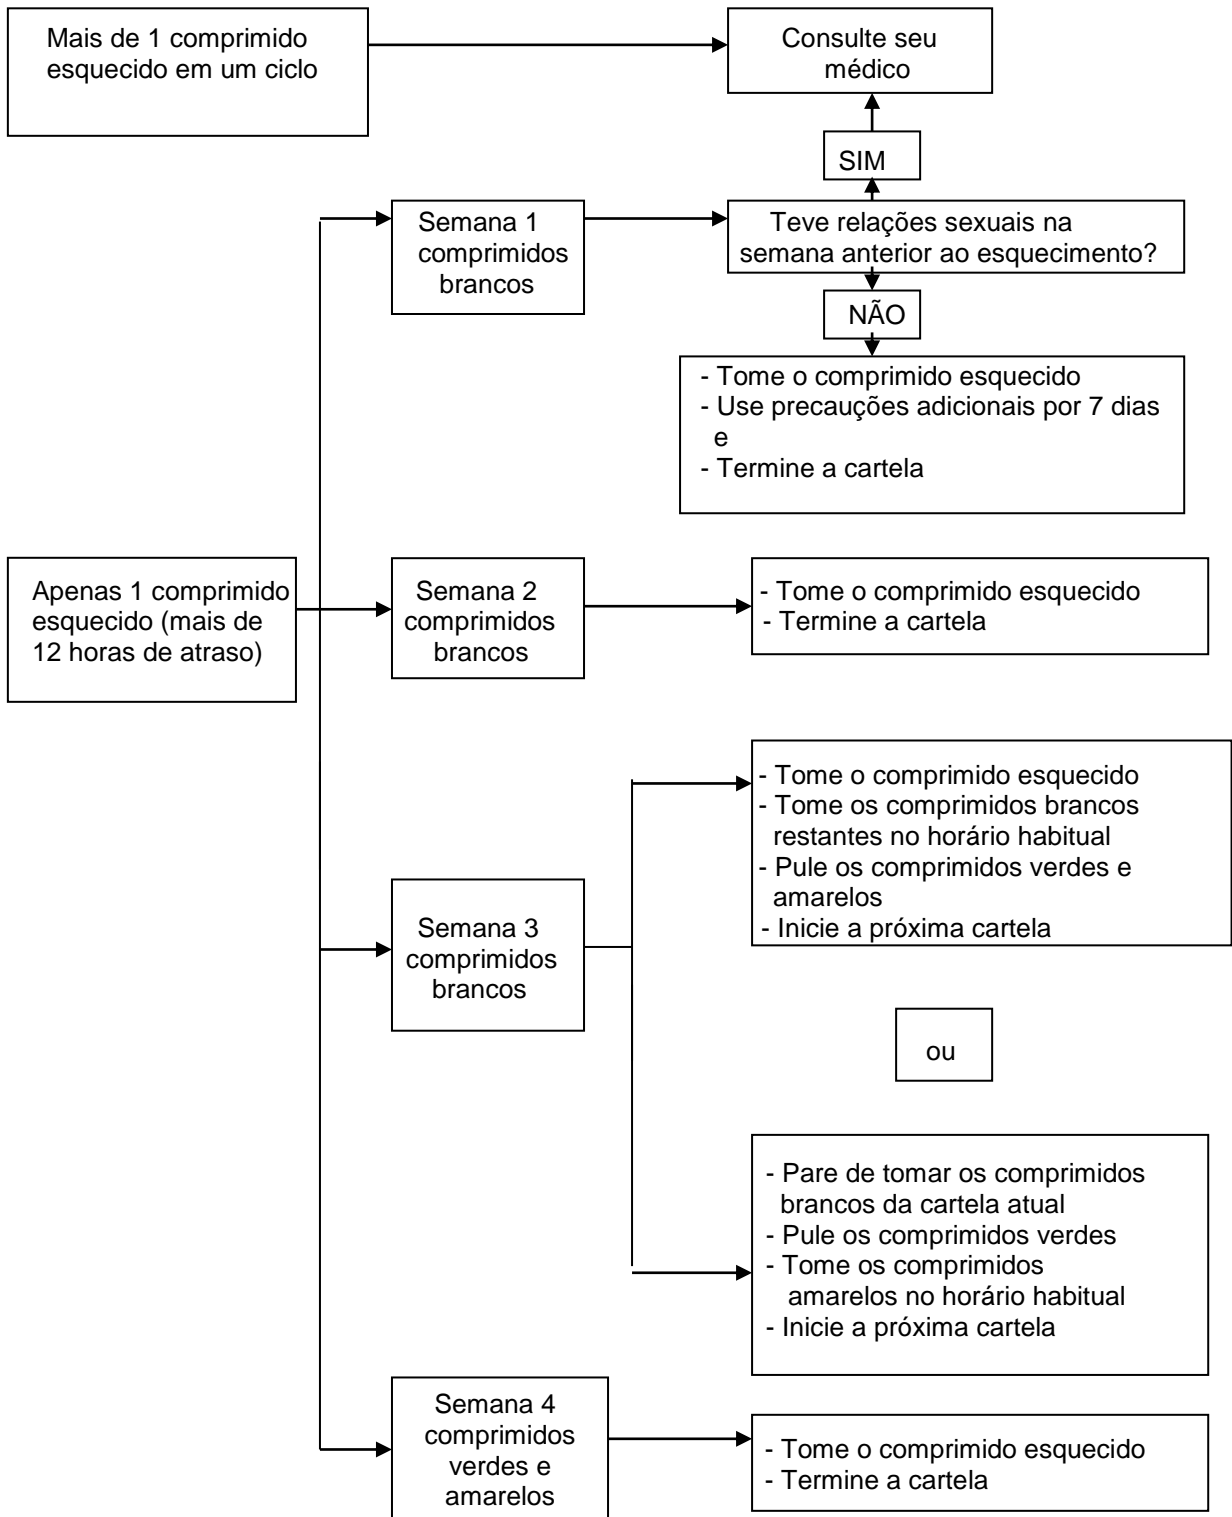 Mais de 1 comprimido
esquecido em um ciclo
Consulte seu
médico
SIM
Semana 1
comprimidos
brancos
Teve relações sexuais na
semana anterior ao esquecimento?
NÃO
- Tome o comprimido esquecido
- Use precauções adicionais por 7 dias
e
- Termine a cartela
Apenas 1 comprimido
esquecido (mais de
12 horas de atraso)
Semana 2
comprimidos
brancos
- Tome o comprimido esquecido
- Termine a cartela
Semana 3
comprimidos
brancos
- Tome o comprimido esquecido
- Tome os comprimidos brancos
restantes no horário habitual
- Pule os comprimidos verdes e
amarelos
- Inicie a próxima cartela
ou
- Pare de tomar os comprimidos
brancos da cartela atual
- Pule os comprimidos verdes
- Tome os comprimidos
amarelos no horário habitual
- Inicie a próxima cartela
Semana 4
comprimidos
verdes e
amarelos
- Tome o comprimido esquecido
- Termine a cartela